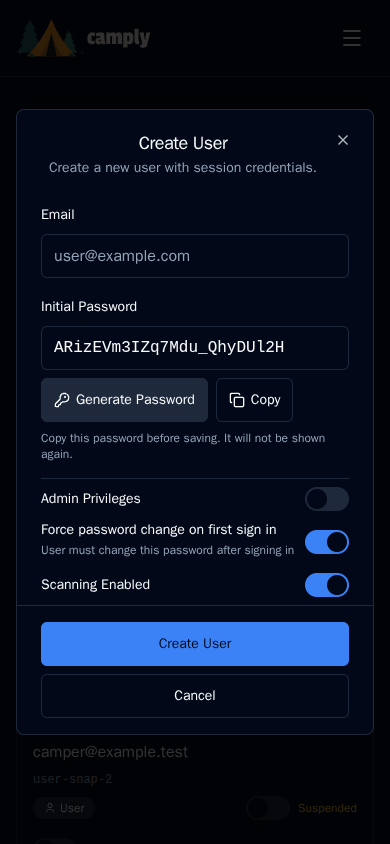 camply
Create User
Create a new user with session credentials.
Email
user@example.com
Initial Password
ARizEVm3IZq7Mdu_QhyDUl2H
Generate Password
Copy
Copy this password before saving. It will not be shown
again.
Admin Privileges
Force password change on first sign in
User must change this password after signing in
Scanning Enabled
Create User
Cancel
camper@example.test
user-snap-2
User
Suspended